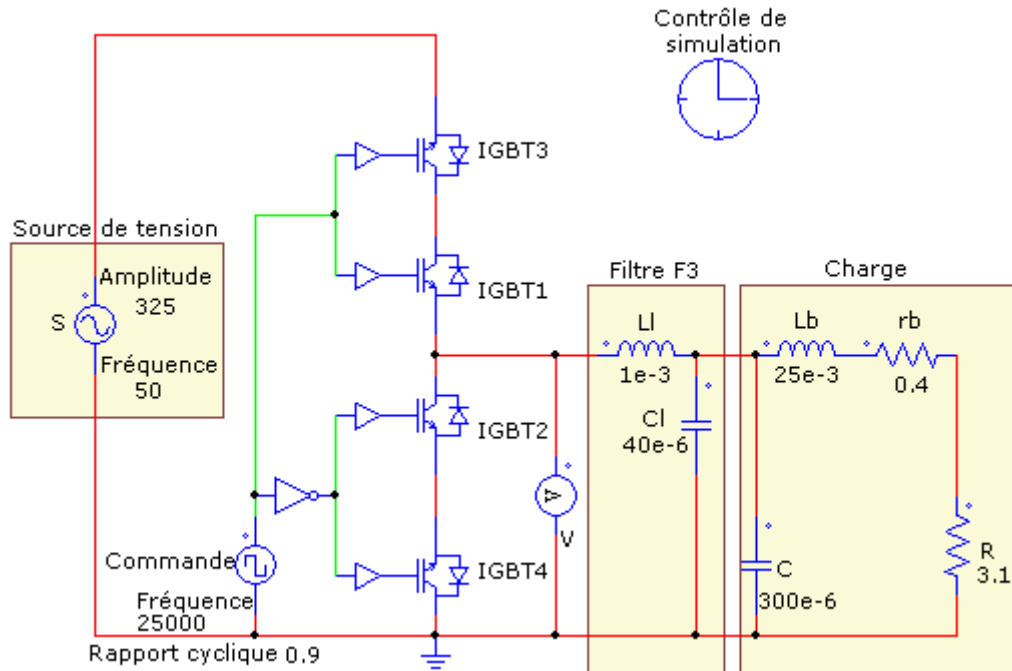 Contrôle de
simulation
IGBT3
Source de tension
Amplitude
325
S
Fréquence
50
IGBT1
Filtre F3
Charge
Ll
1e-3
Lb
25e-3
rb
0.4
IGBT2
Cl
40e-6
V
V
Commande
Fréquence
25000
Rapport cyclique 0.9
IGBT4
C
300e-6
R
3.1